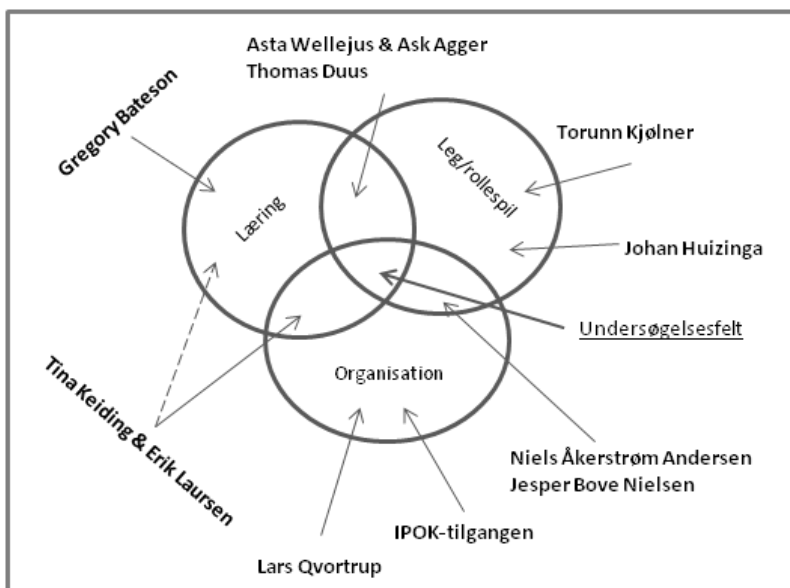 Asta Wellejus & Ask Agger
Thomas Duus
Gregory Bateson
Torunn Kjølner
Leg/rollespil
Læring
Johan Huizinga
Undersøgelsesfelt
Organisation
Tina Keiding & Erik Laursen
Niels Åkerstrøm Andersen
Jesper Bove Nielsen
IPOK-tilgangen
Lars Qvortrup